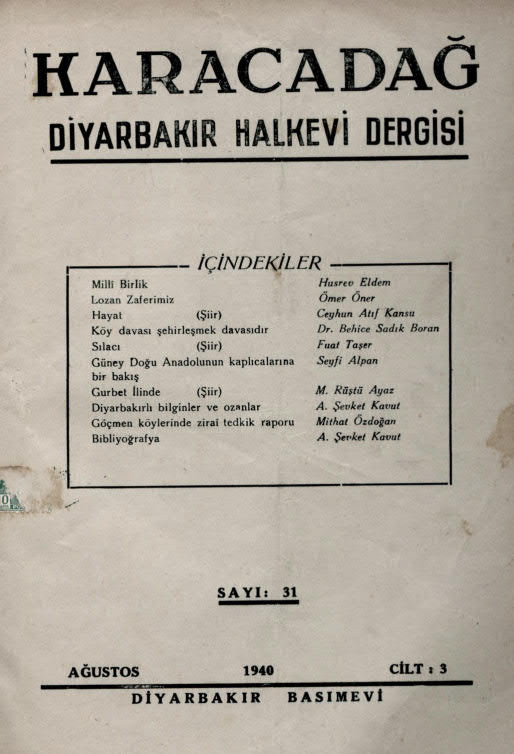 KARACADAĞ
DİYARBAKIR HALKEVİ DERGİSİ
İÇİNDEKİLER
Millî Birlik Husrev Eldem
Lozan Zaferimiz Ömer Öner
Hayat (Şiir) Ceyhun Atıf Kansu
Köy davası şehirleşmek davasıdır Dr. Behice Sadık Boran
Sılacı (Şiir) Fuat Taşer
Güney Doğu Anadolunun kaplıcalarına Seyfi Alpan
bir bakış
Gurbet İlinde (Şiir) M. Rüştü Ayaz
Diyarbakırlı bilginler ve ozanlar A. Şevket Kavut
Göçmen köylerinde ziraî tedkik raporu Mithat Özdoğan
Bibliyoğrafya A. Şevket Kavut
SAYI: 31
AĞUSTOS 1940 CİLT : 3
DİYARBAKIR BASIMEVİ